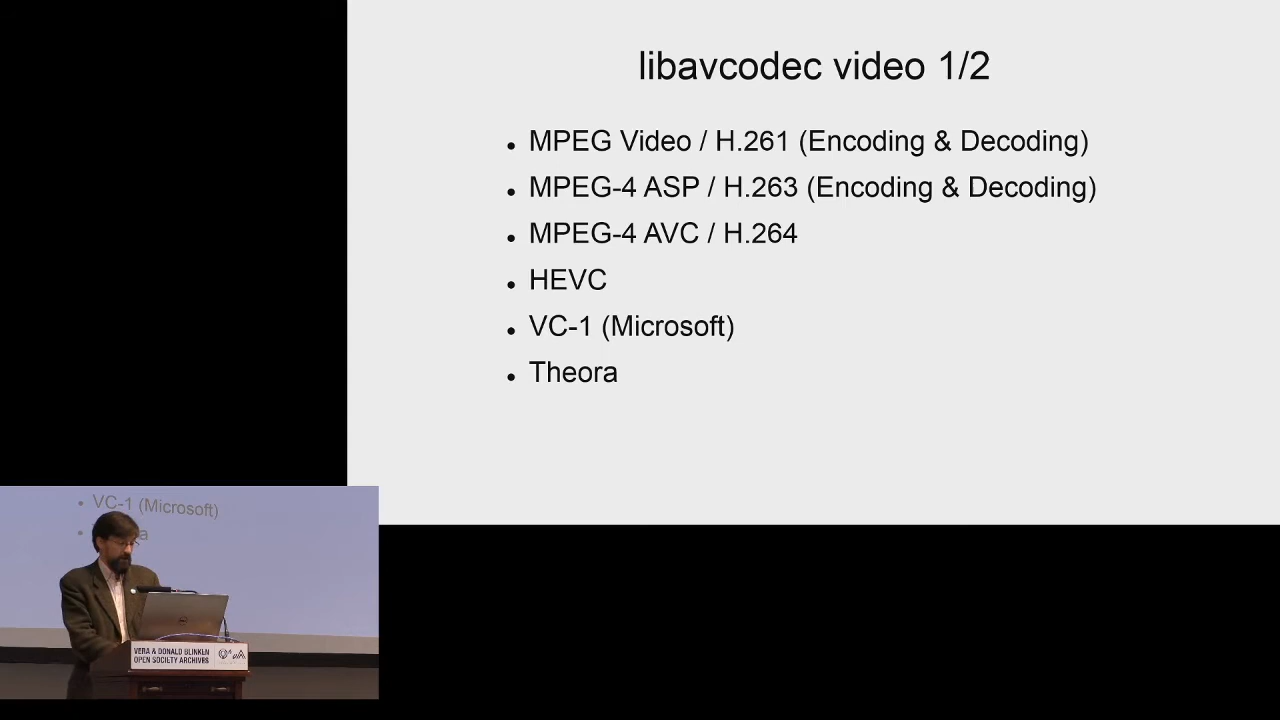 libavcodec video 1/2
• MPEG Video / H.261 (Encoding & Decoding)
• MPEG-4 ASP / H.263 (Encoding & Decoding)
• MPEG-4 AVC / H.264
• HEVC
• VC-1 (Microsoft)
• Theora
• VC-1 (Microsoft)
VERA & DONALD BLINKEN
OPEN SOCIETY ARCHIVES